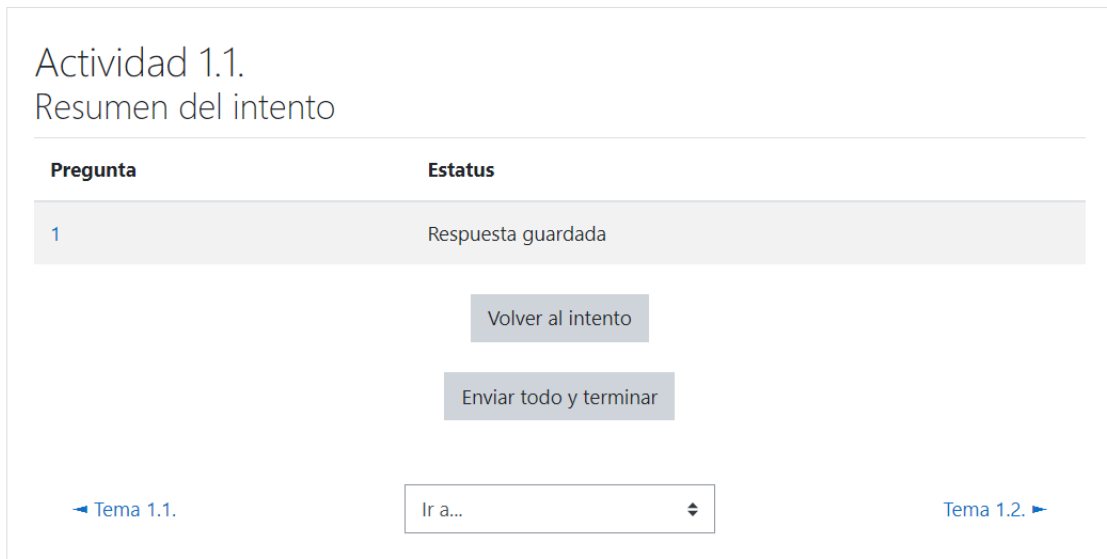 Actividad 1.1.
Resumen del intento
Pregunta Estatus
1 Respuesta guardada
Volver al intento
Enviar todo y terminar
◄ Tema 1.1. Ir a... Tema 1.2. ►